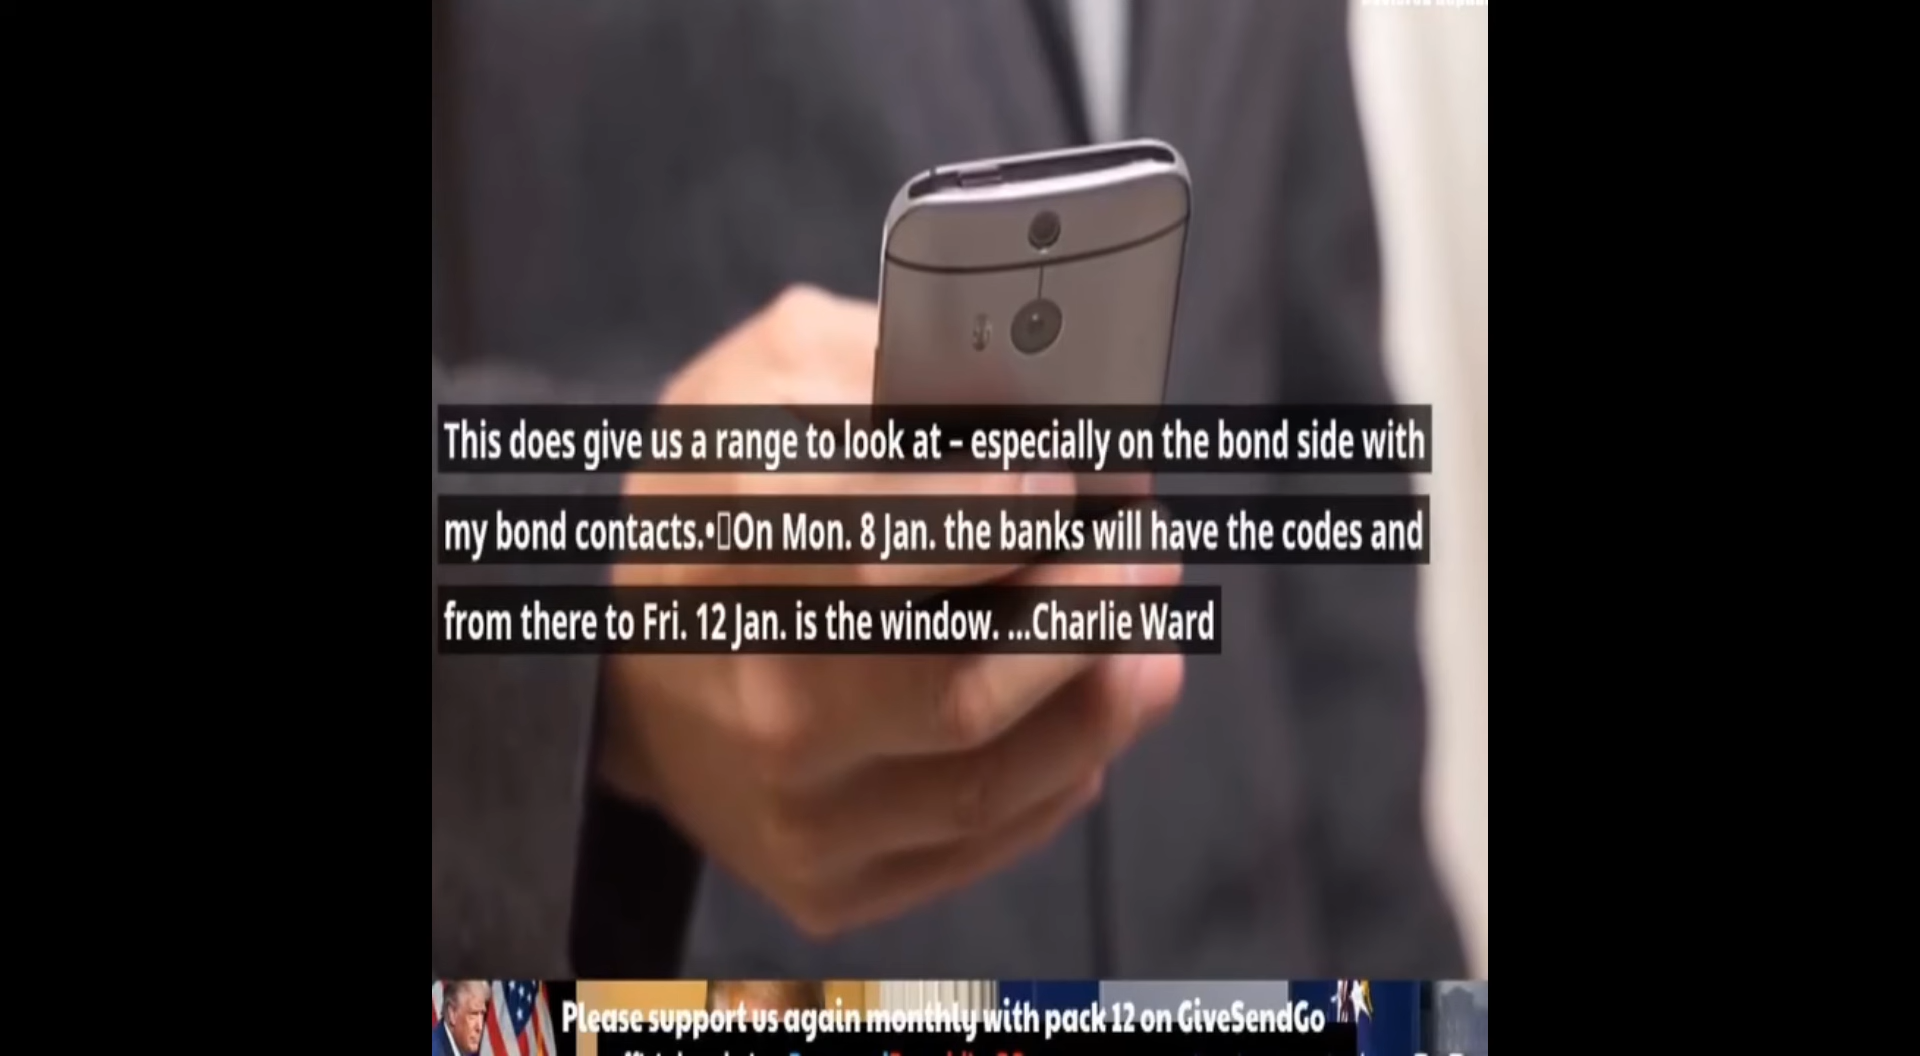 This does give us a range to look at – especially on the bond side with
my bond contacts.•▯On Mon. 8 Jan. the banks will have the codes and
from there to Fri. 12 Jan. is the window. ...Charlie Ward
Please support us again monthly with pack 12 on GiveSendGo